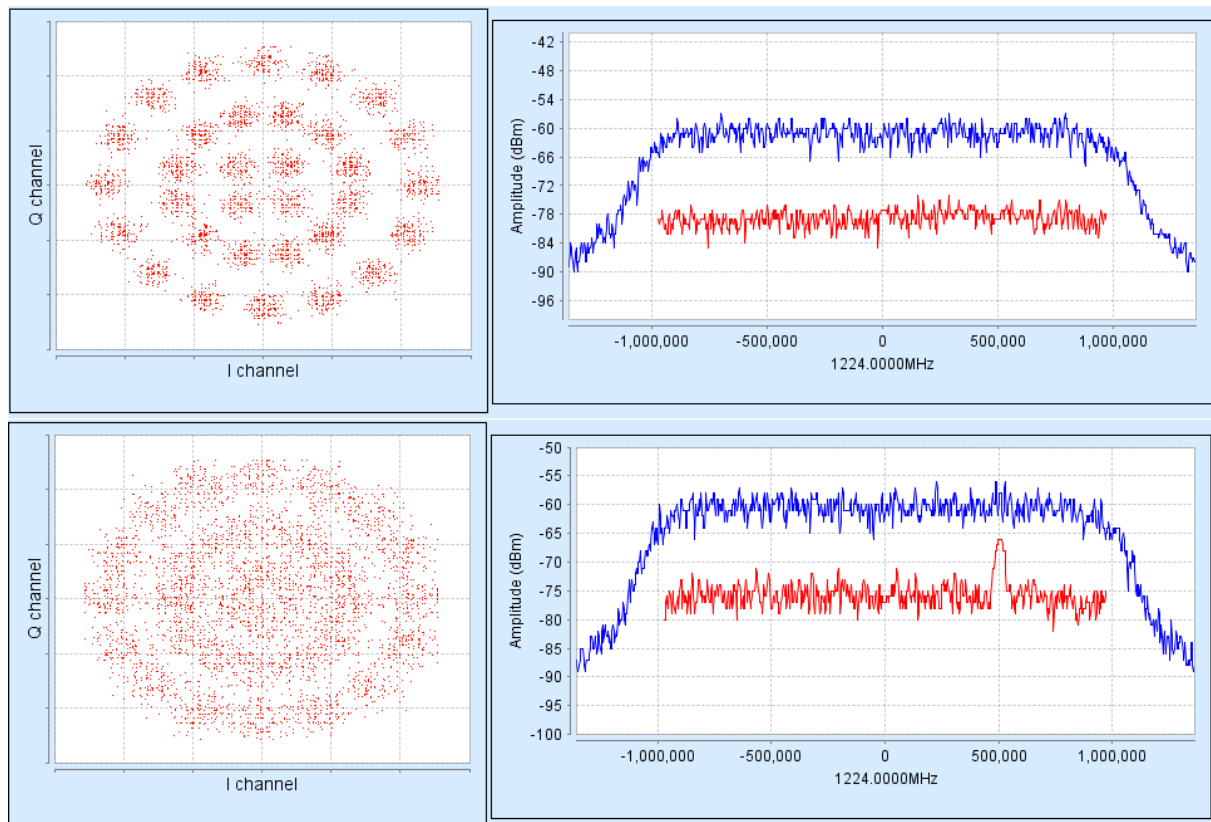 Q channel
I channel
Amplitude (dBm)
-42
-48
-54
-60
-66
-72
-78
-84
-90
-96
-1,000,000 -500,000 0 500,000 1,000,000
1224.0000MHz
Q channel
I channel
Amplitude (dBm)
-50
-55
-60
-65
-70
-75
-80
-85
-90
-95
-100
-1,000,000 -500,000 0 500,000 1,000,000
1224.0000MHz